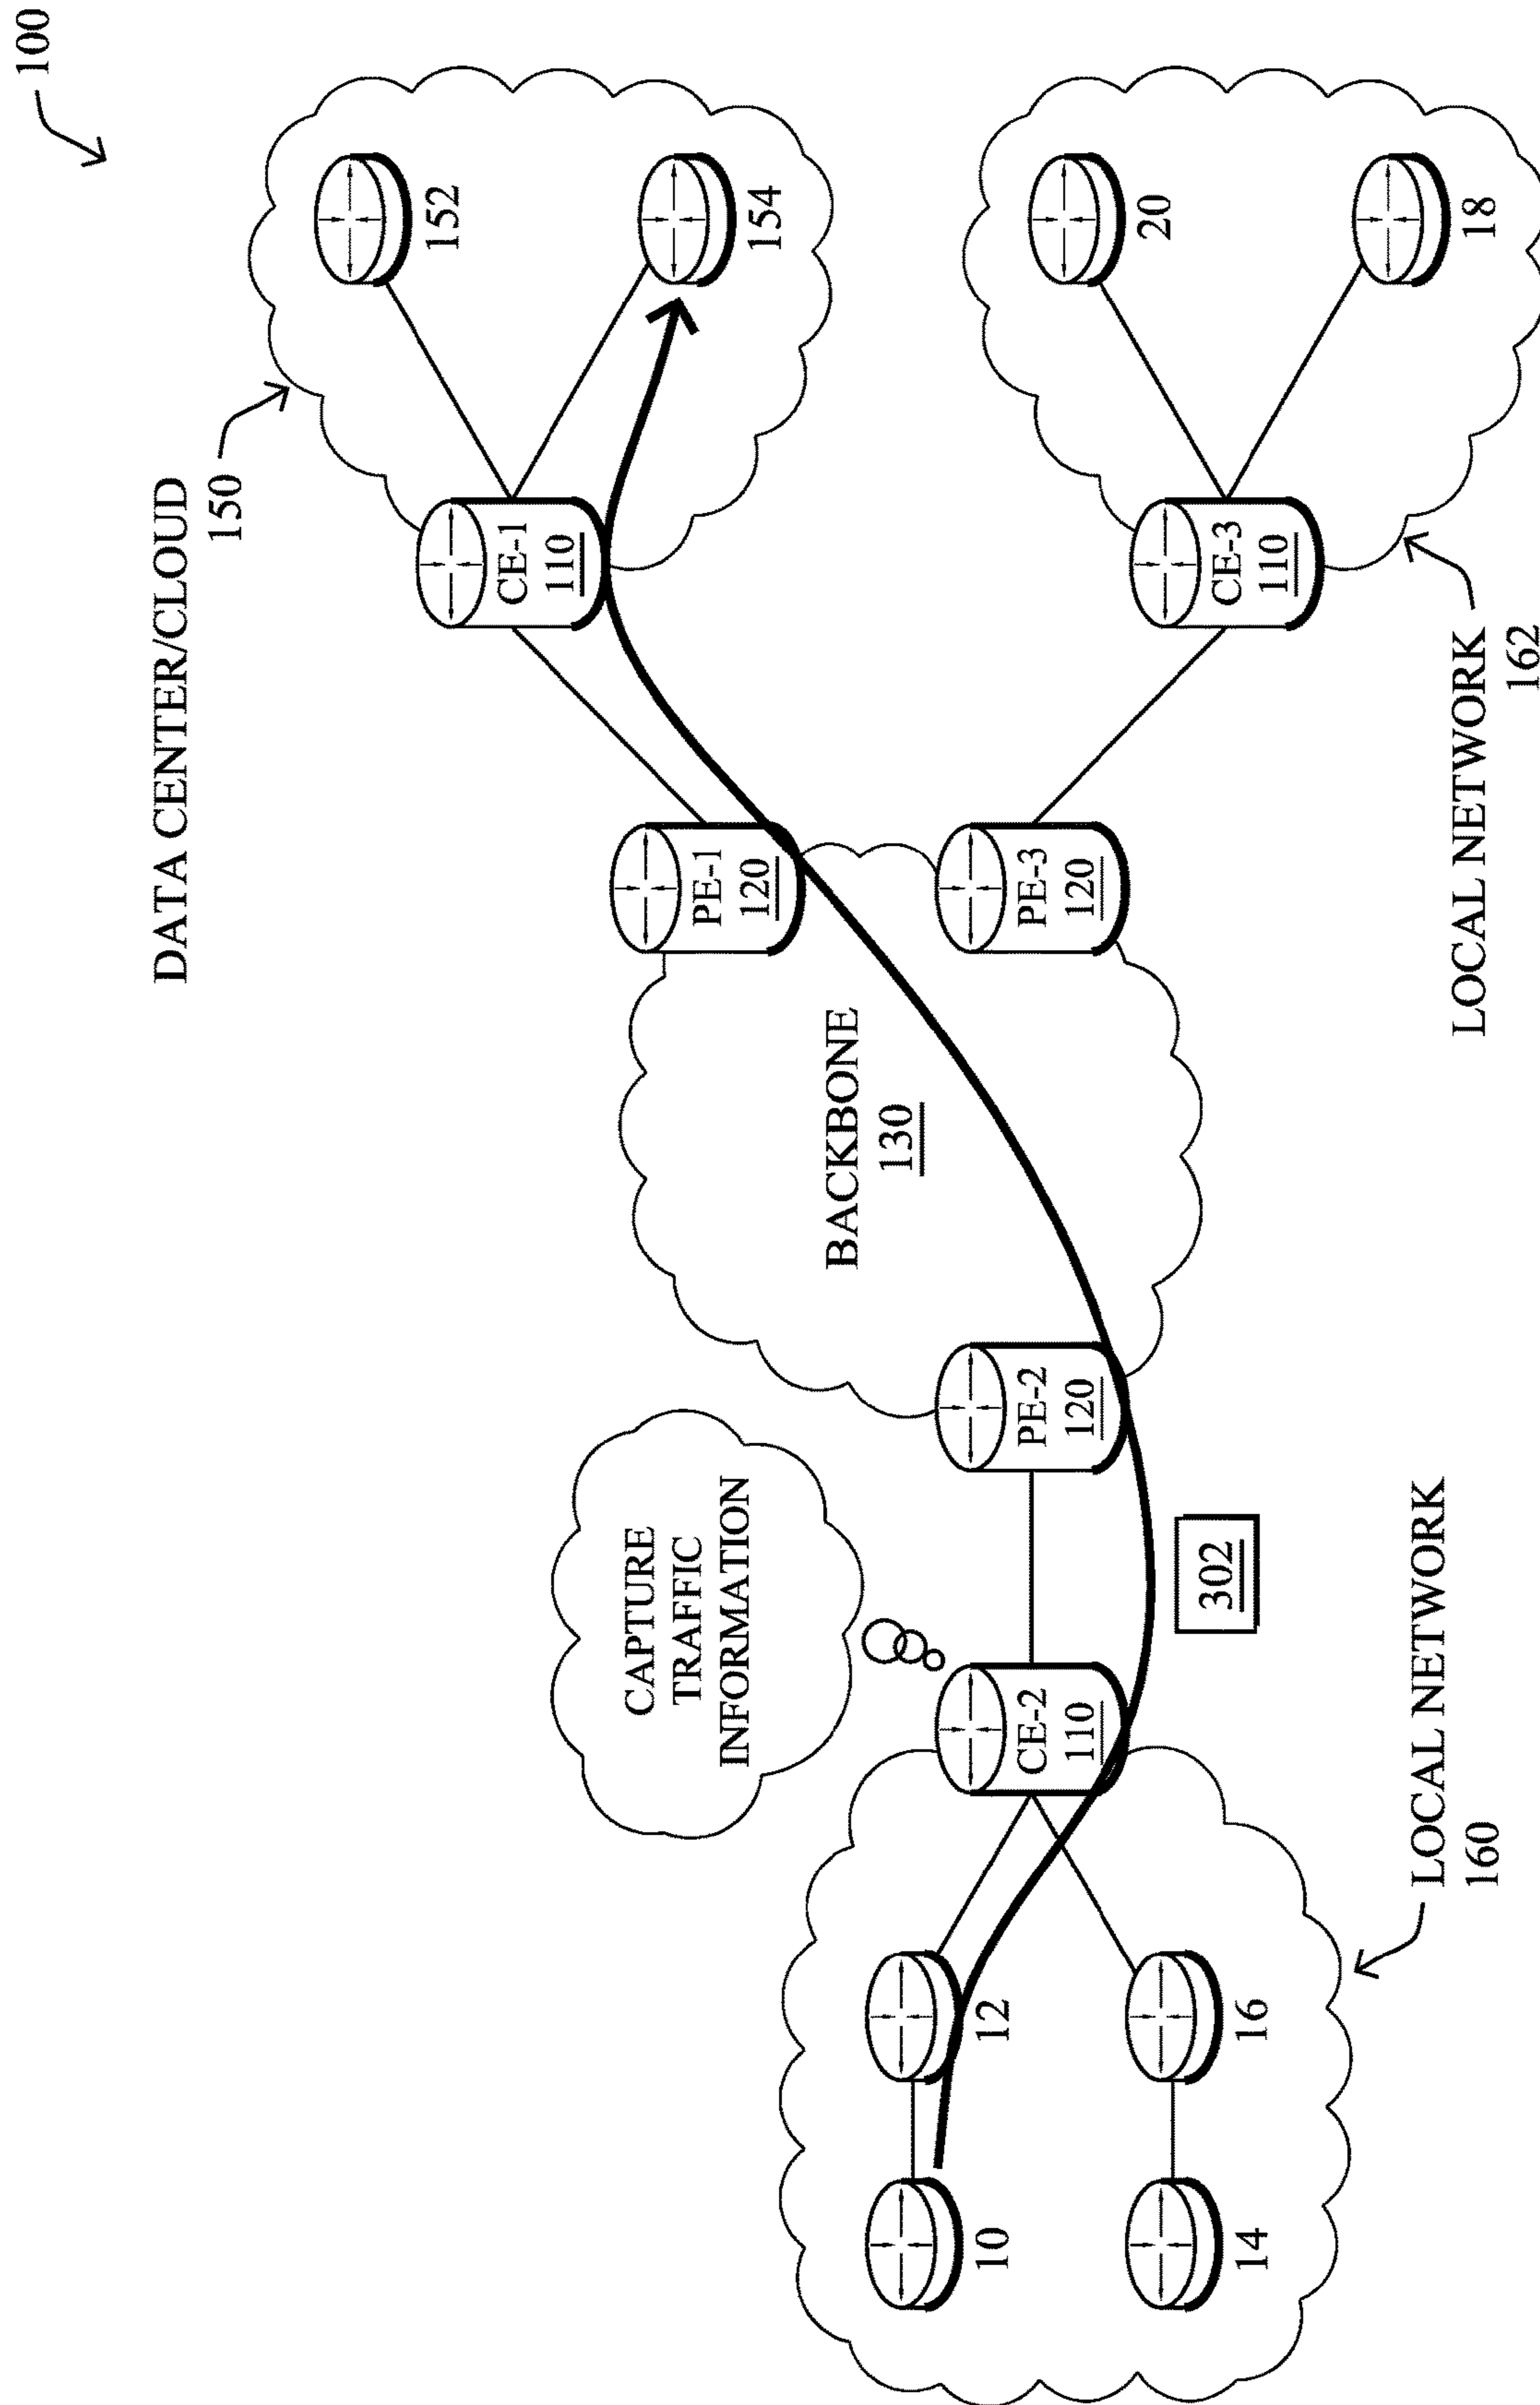 100
DATA CENTER/CLOUD
150
152
154
CE-1
110
PE-1
120
BACKBONE
130
CAPTURE
TRAFFIC
INFORMATION
10
12
CE-2
110
PE-2
120
PE-3
120
20
CE-3
110
18
14
16
302
LOCAL NETWORK
160
LOCAL NETWORK
162